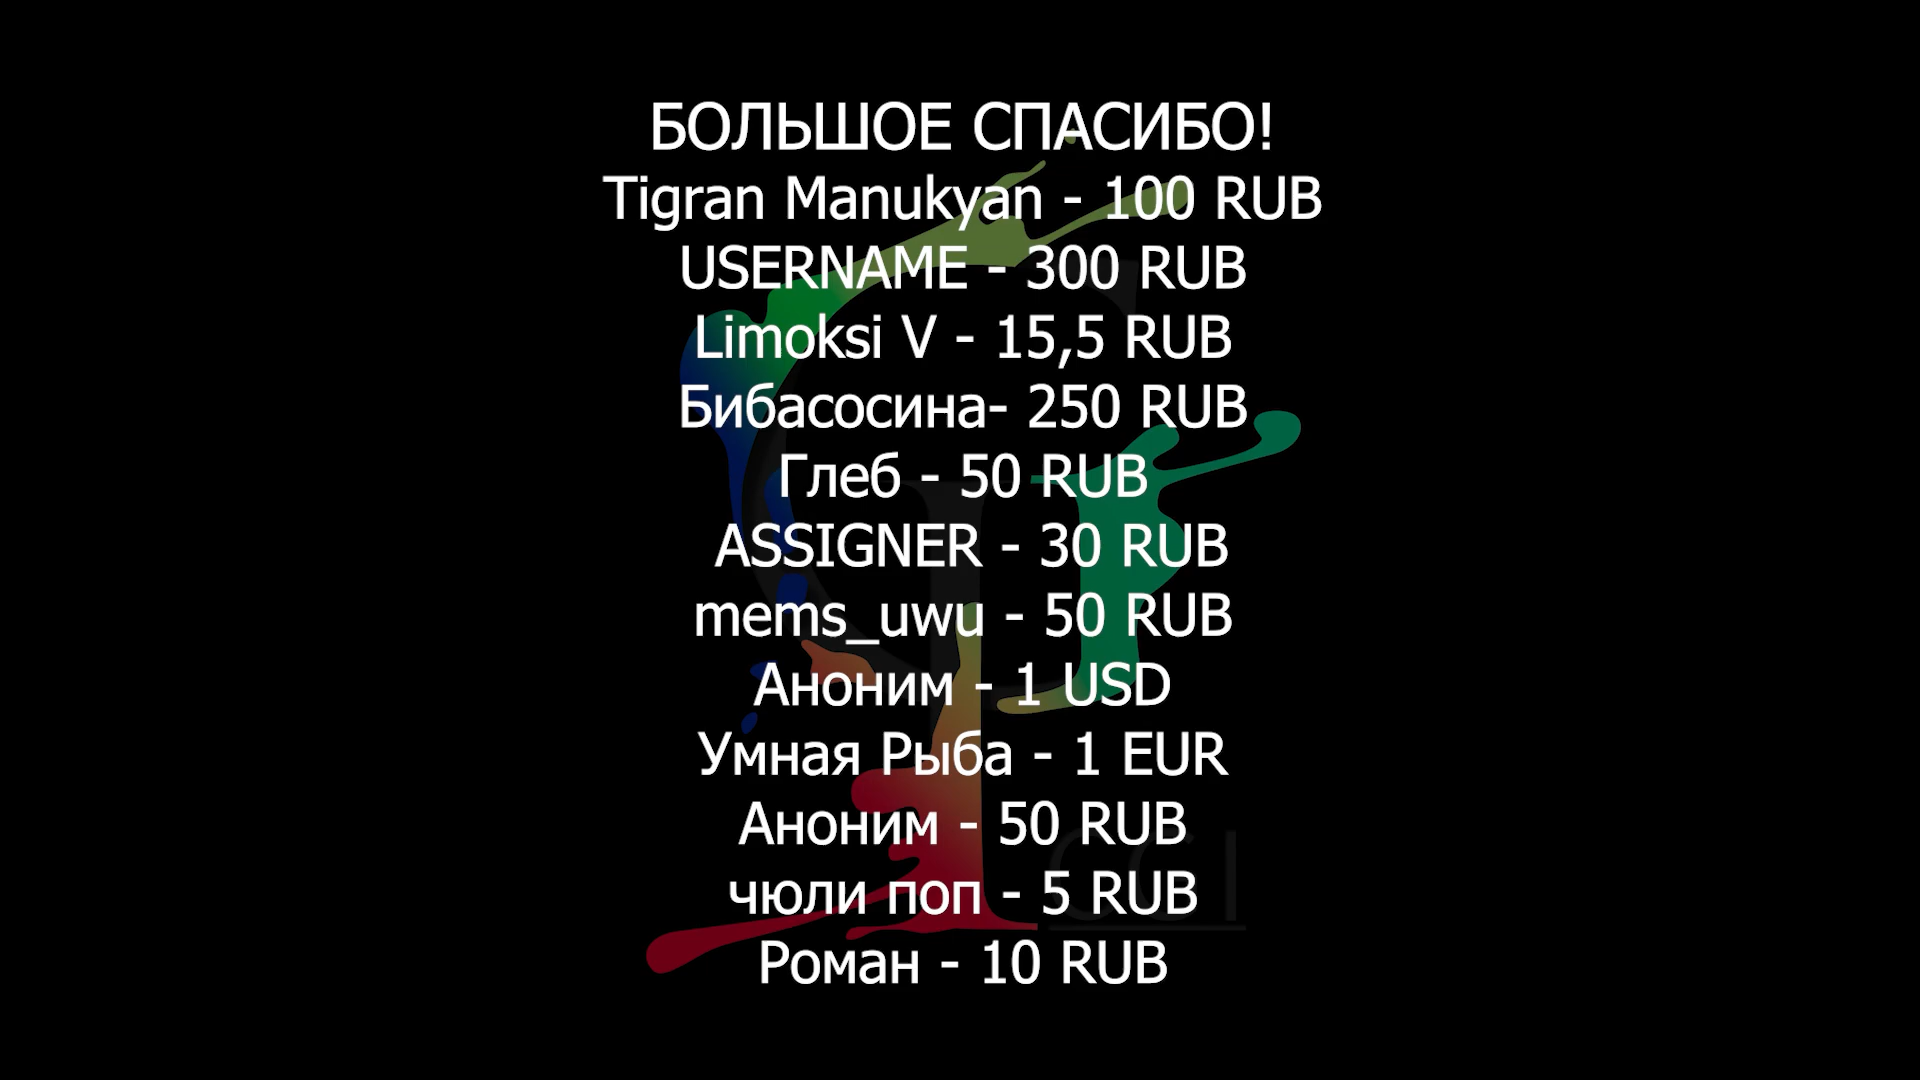 БОЛЬШОЕ СПАСИБО!
Tigran Manukyan - 100 RUB
USERNAME - 300 RUB
Limoksi V - 15,5 RUB
Бибасосина- 250 RUB
Глеб - 50 RUB
ASSIGNER - 30 RUB
mems_uwu - 50 RUB
Аноним - 1 USD
Умная Рыба - 1 EUR
Аноним - 50 RUB
чюли поп - 5 RUB
Роман - 10 RUB